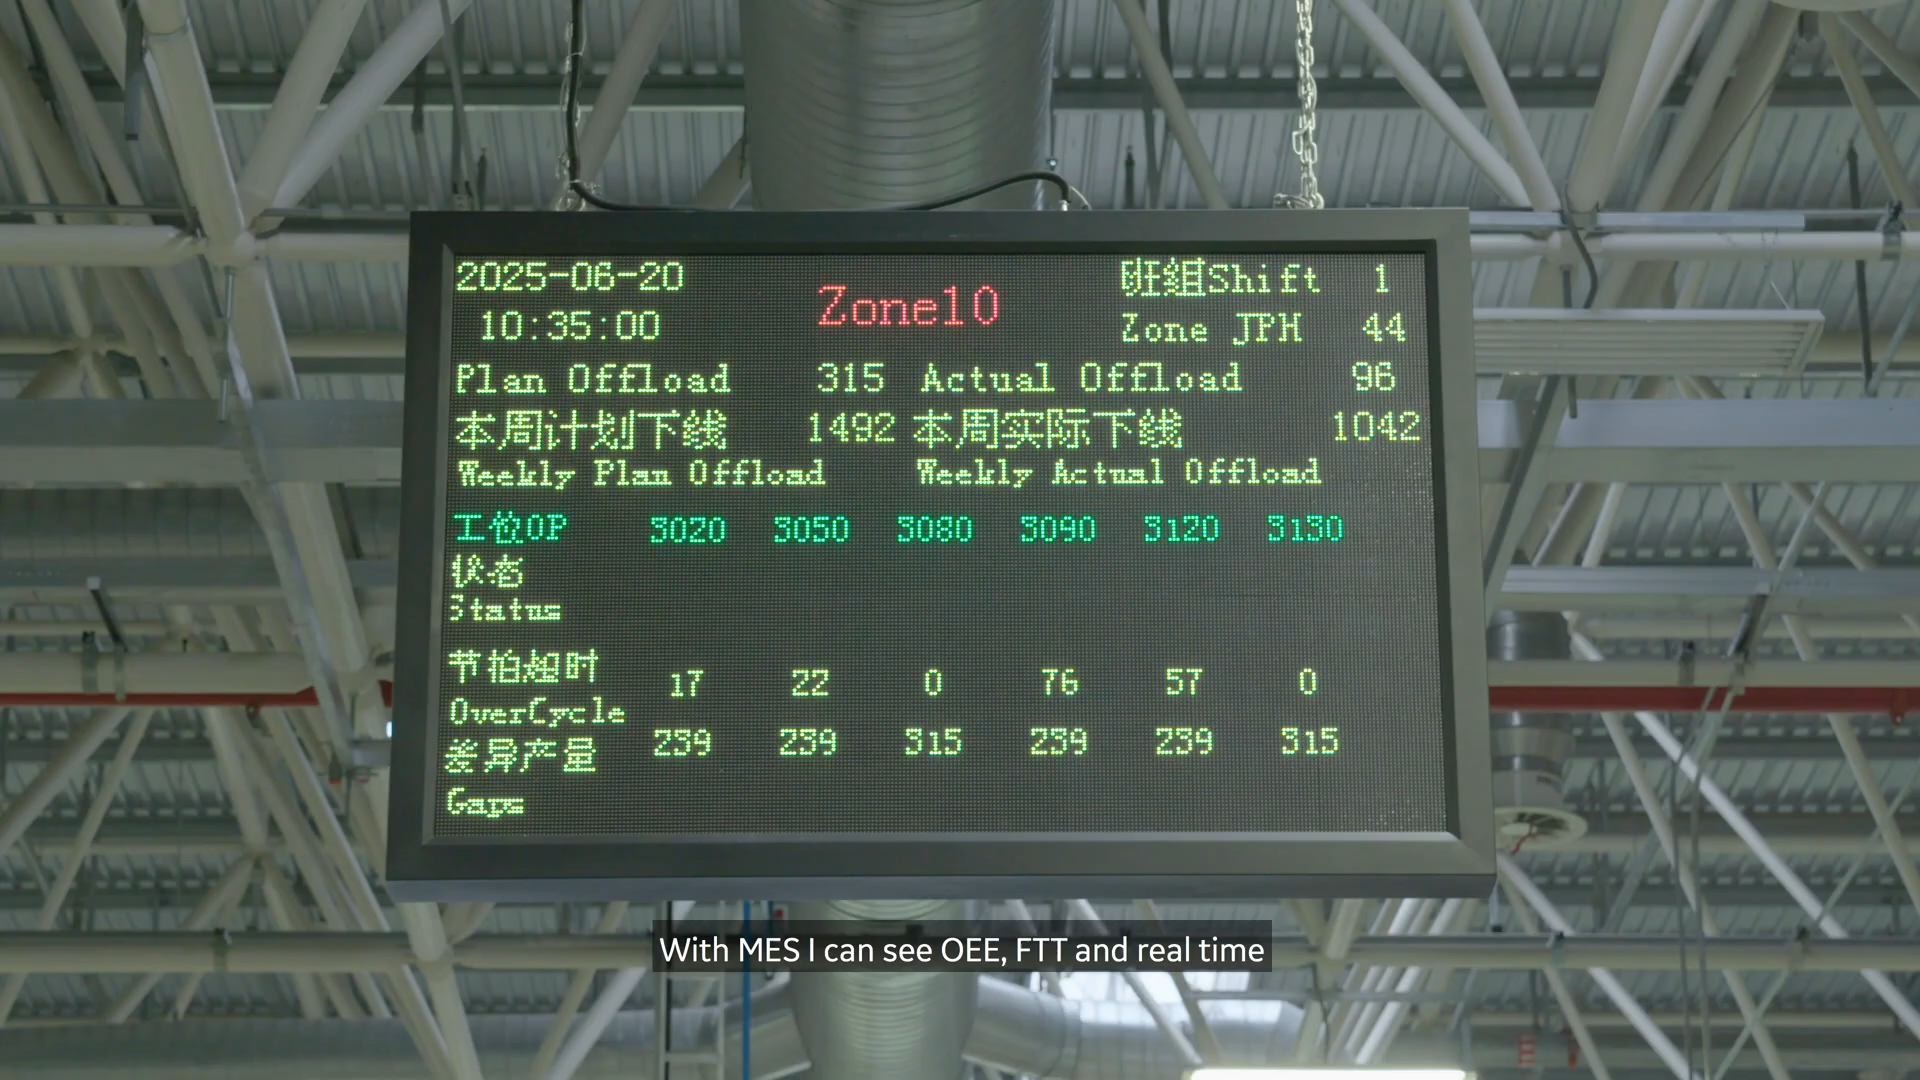 2025-06-20
10:35:00
Zone10
班组Shift 1
Zone JPH 44
Plan Offload 315 Actual Offload 96
本周计划下线 1492 本周实际下线 1042
Weekly Plan Offload Weekly Actual Offload
工位OP 3020 3050 3080 3090 3120 3130
状态
Status
节拍超时 17 22 0 76 57 0
OverCycle
差异产量 239 239 315 239 239 315
Gaps
With MES I can see OEE, FTT and real time